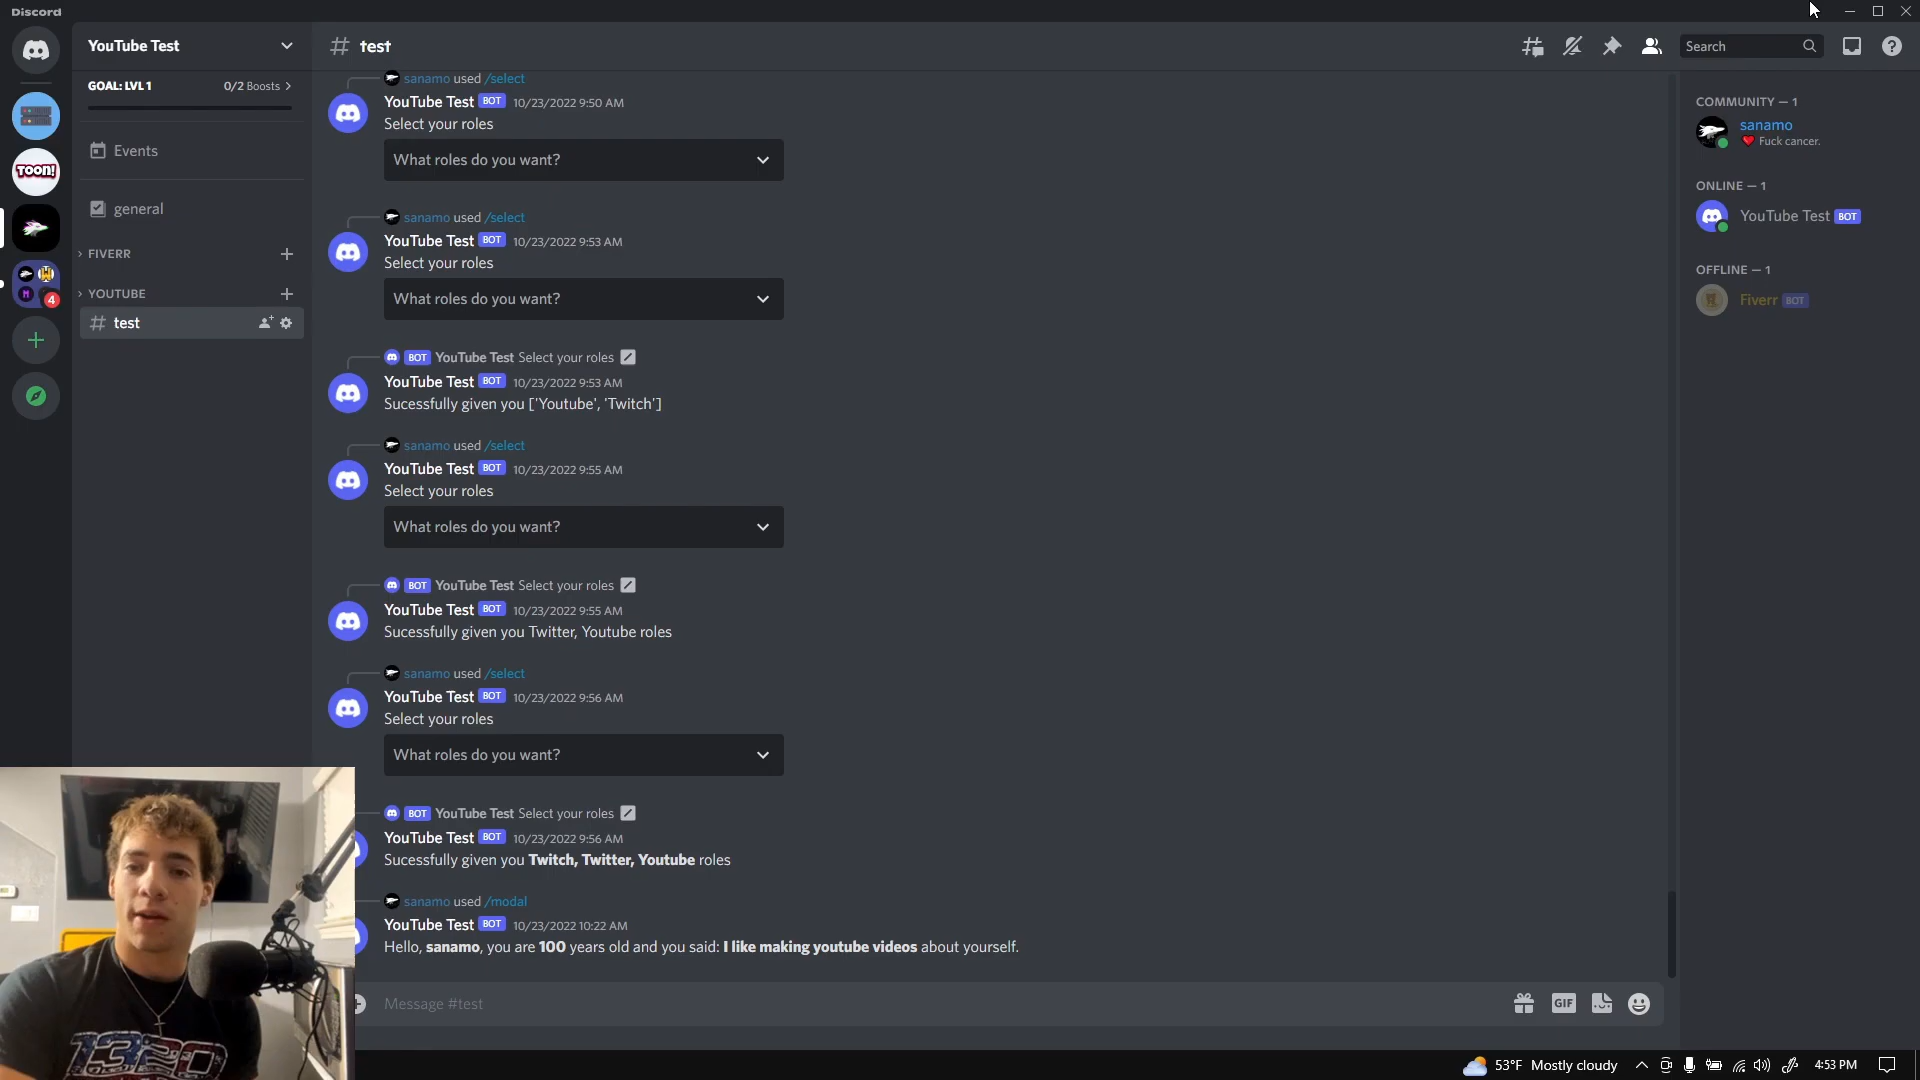 Discord
YouTube Test
GOAL: LVL 1
0/2 Boosts
Events
general
FIVERR
YOUTUBE
test
TOON!
4
test
Search
sanamo used /select
YouTube Test BOT 10/23/2022 9:50 AM
Select your roles
What roles do you want?
sanamo used /select
YouTube Test BOT 10/23/2022 9:53 AM
Select your roles
What roles do you want?
BOT YouTube Test Select your roles
YouTube Test BOT 10/23/2022 9:53 AM
Sucessfully given you ['Youtube', 'Twitch']
sanamo used /select
YouTube Test BOT 10/23/2022 9:55 AM
Select your roles
What roles do you want?
BOT YouTube Test Select your roles
YouTube Test BOT 10/23/2022 9:55 AM
Sucessfully given you Twitter, Youtube roles
sanamo used /select
YouTube Test BOT 10/23/2022 9:56 AM
Select your roles
What roles do you want?
BOT YouTube Test Select your roles
YouTube Test BOT 10/23/2022 9:56 AM
Sucessfully given you Twitch, Twitter, Youtube roles
sanamo used /modal
YouTube Test BOT 10/23/2022 10:22 AM
Hello, sanamo, you are 100 years old and you said: I like making youtube videos about yourself.
Message #test
GIF
COMMUNITY — 1
sanamo
Fuck cancer.
ONLINE — 1
YouTube Test BOT
OFFLINE — 1
Fiverr BOT
1320
53°F Mostly cloudy
4:53 PM